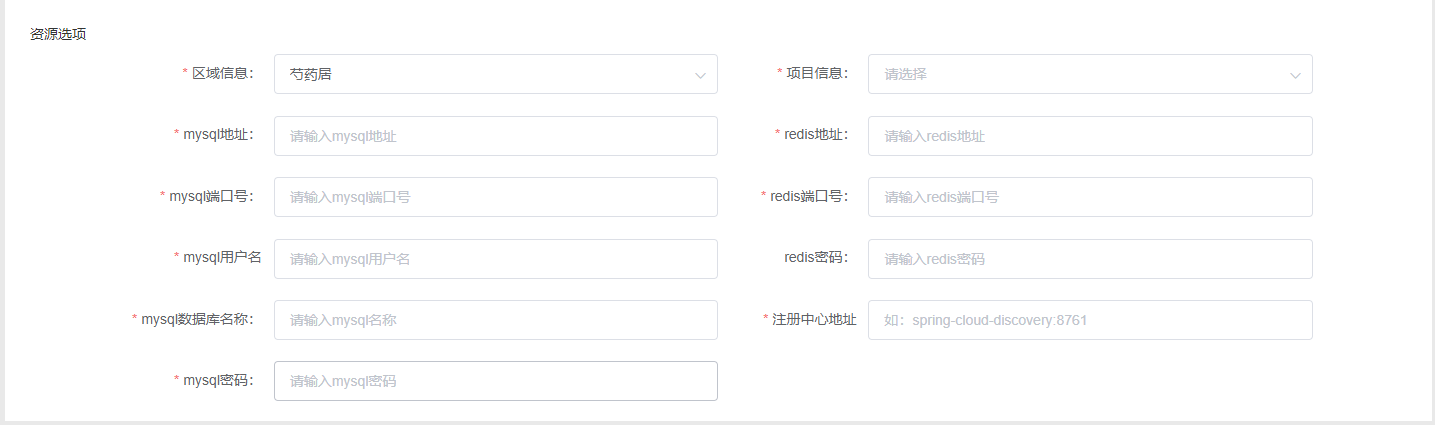 资源选项
* 区域信息： 芍药居 * 项目信息： 请选择
* mysql地址： 请输入mysql地址 * redis地址： 请输入redis地址
* mysql端口号： 请输入mysql端口号 * redis端口号： 请输入redis端口号
* mysql用户名 请输入mysql用户名 redis密码： 请输入redis密码
* mysql数据库名称： 请输入mysql名称 * 注册中心地址 如：spring-cloud-discovery:8761
* mysql密码： 请输入mysql密码